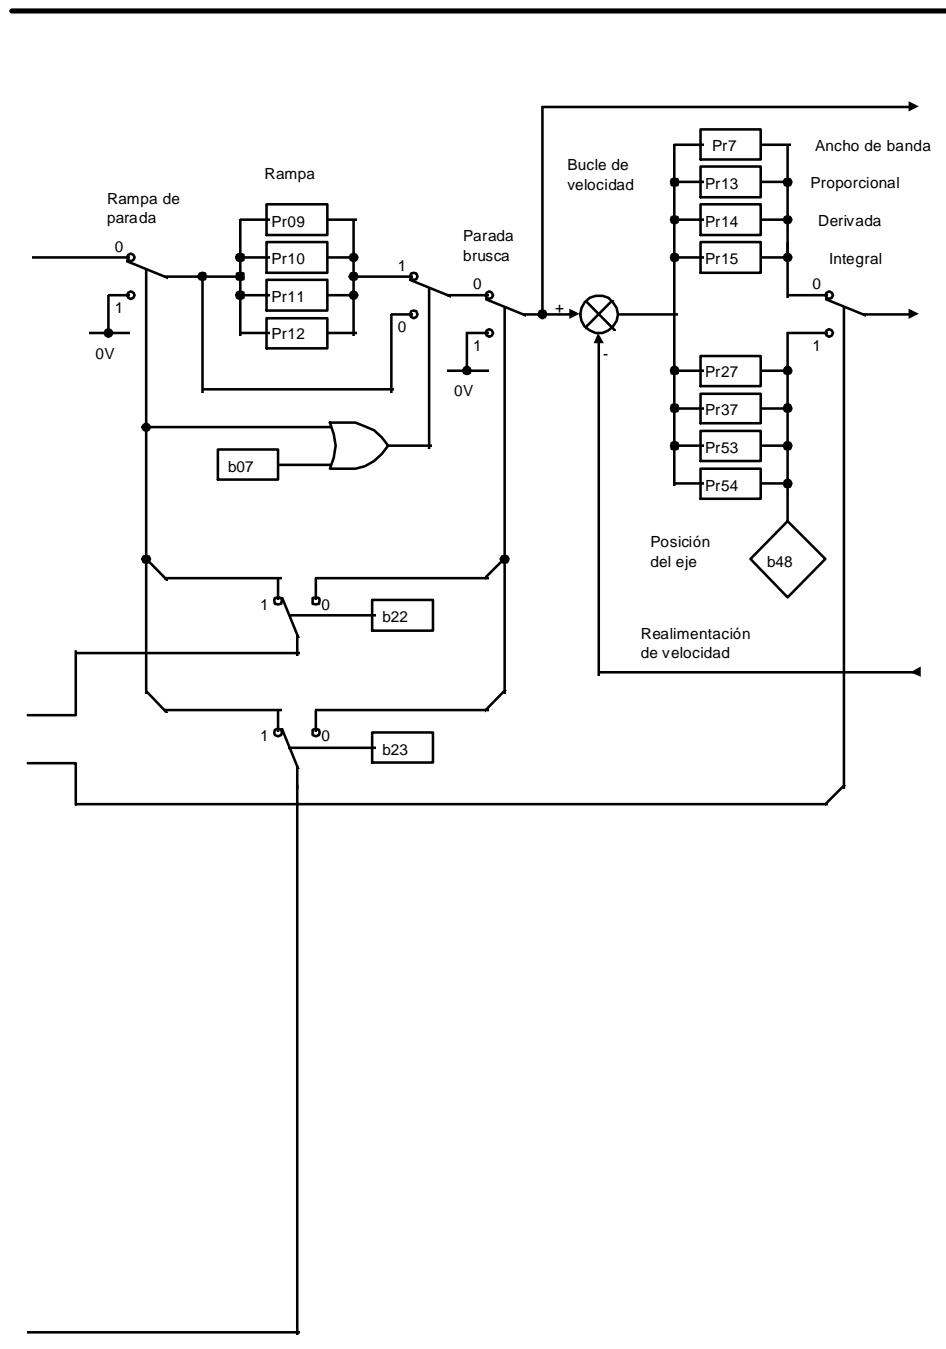 Pr7
Ancho de banda
Bucle de
velocidad
Rampa
Pr13
Proporcional
Rampa de
parada
Pr09
Pr14
Derivada
Parada
brusca
0
Pr10
Pr15
Integral
1
0
0
1
Pr11
+
0
Pr12
1
1
0V
-
Pr27
0V
Pr37
b07
Pr53
Pr54
Posición
del eje
b48
1
0
b22
Realimentación
de velocidad
1
0
b23